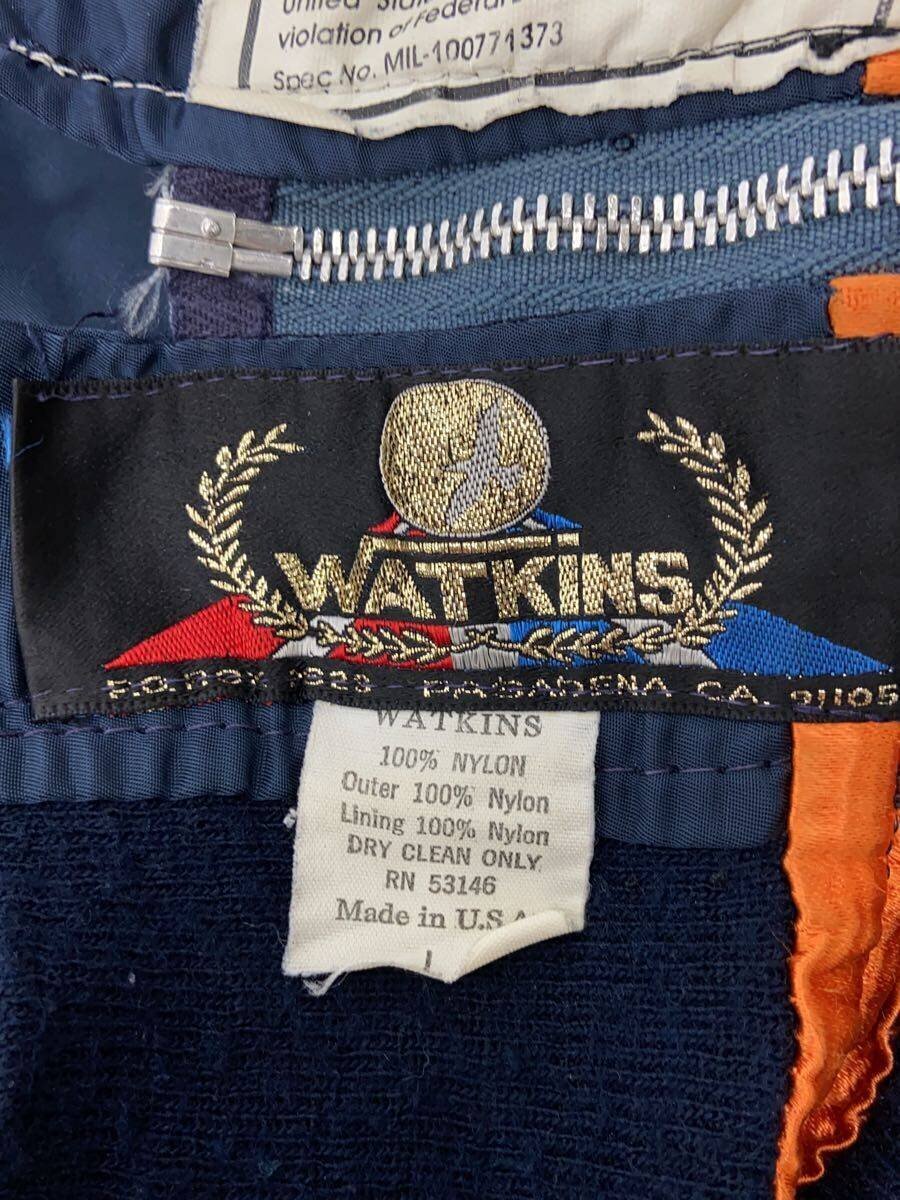 United
violation of Federal
Spec No. MIL-100771373
WATKINS
P.O. BOX PASADENA CA. 91105
WATKINS
100% NYLON
Outer 100% Nylon
Lining 100% Nylon
DRY CLEAN ONLY
RN 53146
Made in U.S.A